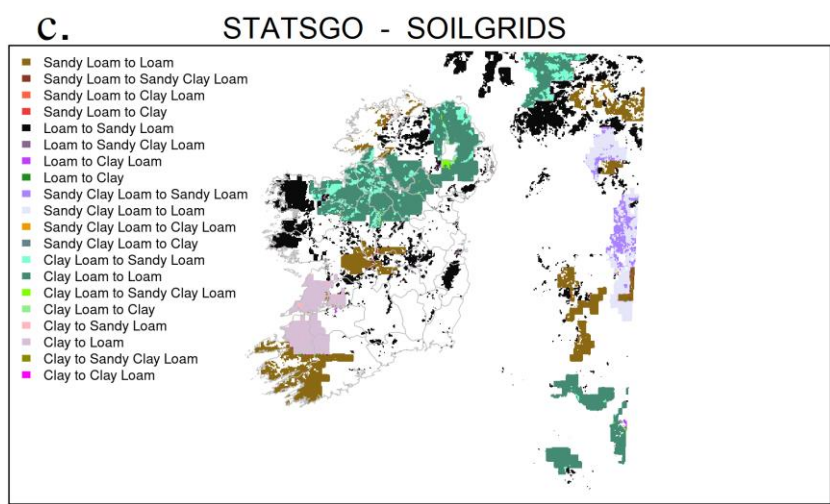 c. STATSGO - SOILGRIDS
Sandy Loam to Loam
Sandy Loam to Sandy Clay Loam
Sandy Loam to Clay Loam
Sandy Loam to Clay
Loam to Sandy Loam
Loam to Sandy Clay Loam
Loam to Clay Loam
Loam to Clay
Sandy Clay Loam to Sandy Loam
Sandy Clay Loam to Loam
Sandy Clay Loam to Clay Loam
Sandy Clay Loam to Clay
Clay Loam to Sandy Loam
Clay Loam to Loam
Clay Loam to Sandy Clay Loam
Clay Loam to Clay
Clay to Sandy Loam
Clay to Loam
Clay to Sandy Clay Loam
Clay to Clay Loam